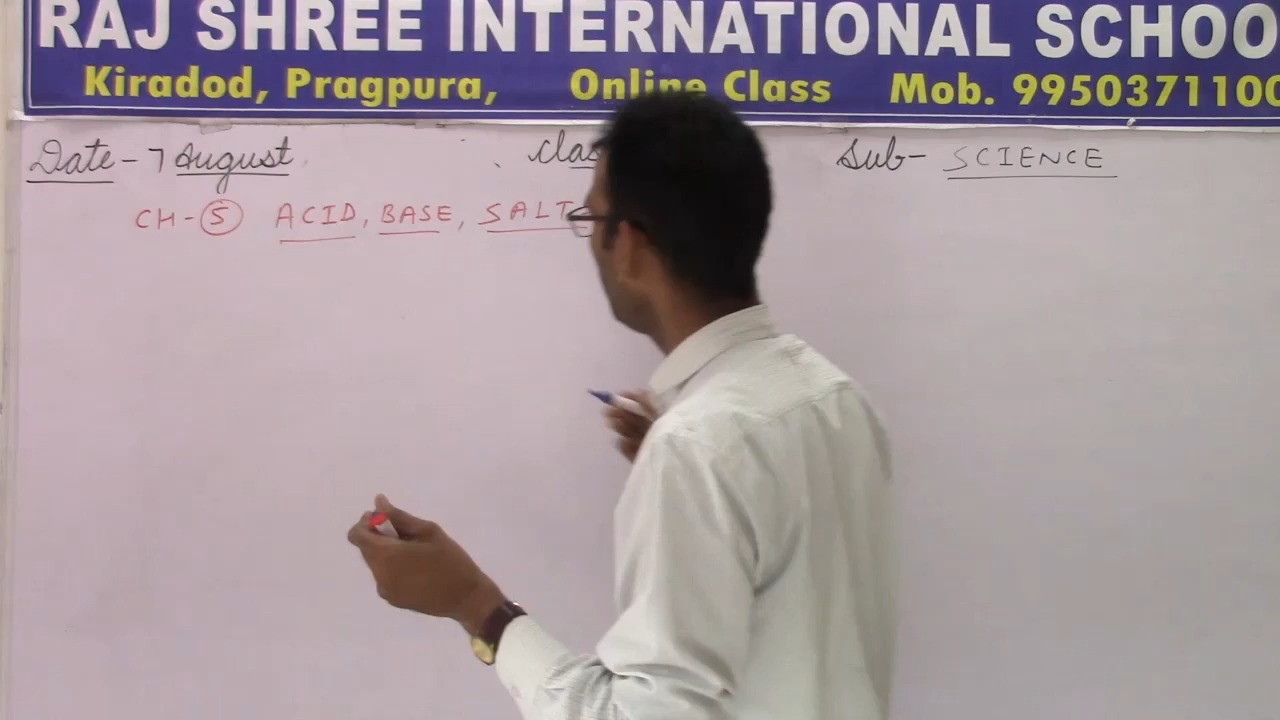 RAJ SHREE INTERNATIONAL SCHOO
Kiradod, Pragpura, Online Class Mob. 9950371100
Date - 7 August Clas Sub - SCIENCE
CH - 5 ACID, BASE, SALT